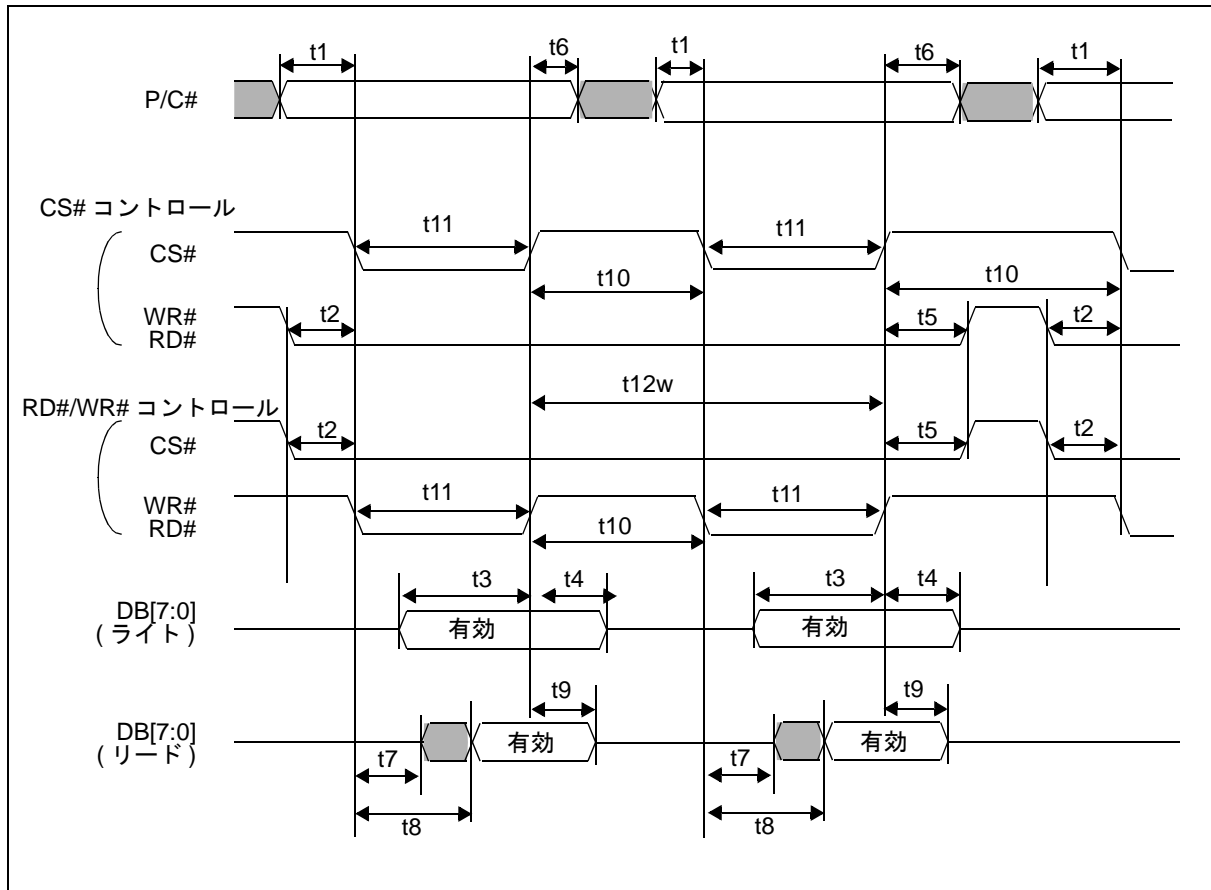 t1 t6 t1 t6 t1
P/C#
CS# コントロール
t11 t11
CS#
t10 t10
WR#
RD#
t2 t5 t2
t12w
RD#/WR# コントロール
t2 t5 t2
CS#
t11 t11
WR#
RD#
t10
t3 t4 t3 t4
DB[7:0]
( ライト )
有効 有効
t9 t9
DB[7:0]
( リード )
有効 有効
t7 t7
t8 t8